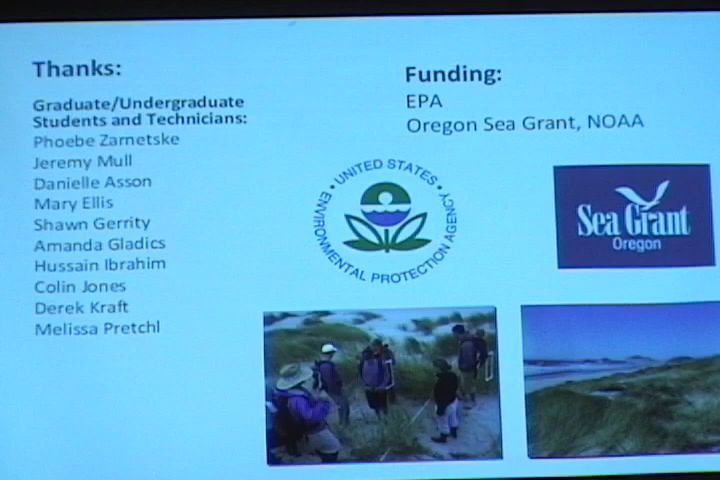 Thanks:
Graduate/Undergraduate
Students and Technicians:
Phoebe Zarnetske
Jeremy Mull
Danielle Asson
Mary Ellis
Shawn Gerrity
Amanda Gladics
Hussain Ibrahim
Colin Jones
Derek Kraft
Melissa Pretchl
Funding:
EPA
Oregon Sea Grant, NOAA
UNITED STATES
ENVIRONMENTAL PROTECTION AGENCY
Sea Grant
Oregon